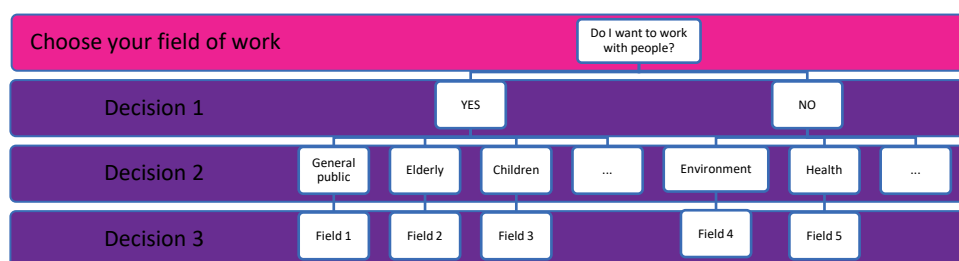 Choose your field of work
Do I want to work
with people?
Decision 1
YES
NO
Decision 2
General
public
Elderly
Children
...
Environment
Health
...
Decision 3
Field 1
Field 2
Field 3
Field 4
Field 5